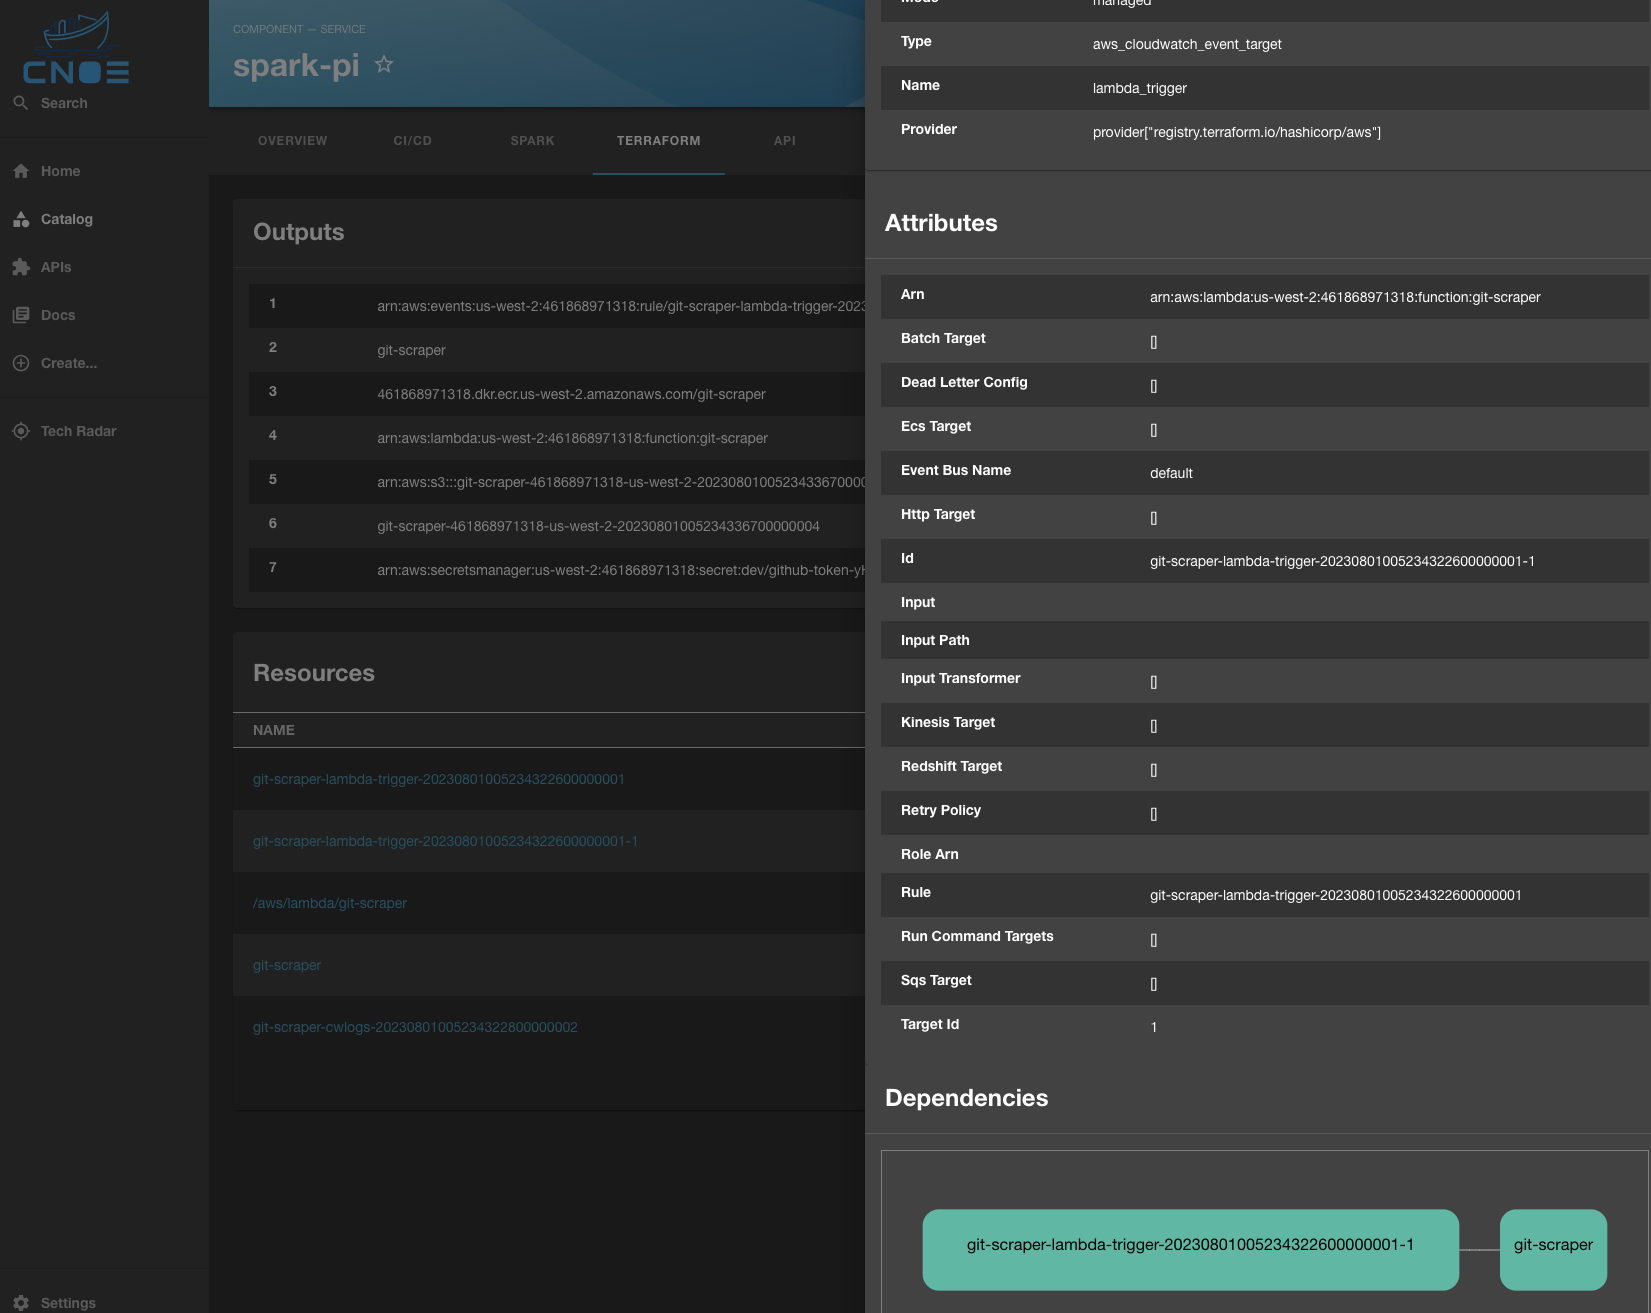 CNOE
Search
Home
Catalog
APIs
Docs
Create...
Tech Radar
Settings
COMPONENT — SERVICE
spark-pi
OVERVIEW
CI/CD
SPARK
TERRAFORM
API
Outputs
1 arn:aws:events:us-west-2:461868971318:rule/git-scraper-lambda-trigger-2023
2 git-scraper
3 461868971318.dkr.ecr.us-west-2.amazonaws.com/git-scraper
4 arn:aws:lambda:us-west-2:461868971318:function:git-scraper
5 arn:aws:s3:::git-scraper-461868971318-us-west-2-2023080100523433670000
6 git-scraper-461868971318-us-west-2-20230801005234336700000004
7 arn:aws:secretsmanager:us-west-2:461868971318:secret:dev/github-token-yH
Resources
NAME
git-scraper-lambda-trigger-20230801005234322600000001
git-scraper-lambda-trigger-20230801005234322600000001-1
/aws/lambda/git-scraper
git-scraper
git-scraper-cwlogs-20230801005234322800000002
Mode managed
Type aws_cloudwatch_event_target
Name lambda_trigger
Provider provider["registry.terraform.io/hashicorp/aws"]
Attributes
Arn arn:aws:lambda:us-west-2:461868971318:function:git-scraper
Batch Target []
Dead Letter Config []
Ecs Target []
Event Bus Name default
Http Target []
Id git-scraper-lambda-trigger-20230801005234322600000001-1
Input
Input Path
Input Transformer []
Kinesis Target []
Redshift Target []
Retry Policy []
Role Arn
Rule git-scraper-lambda-trigger-20230801005234322600000001
Run Command Targets []
Sqs Target []
Target Id 1
Dependencies
git-scraper-lambda-trigger-20230801005234322600000001-1
git-scraper